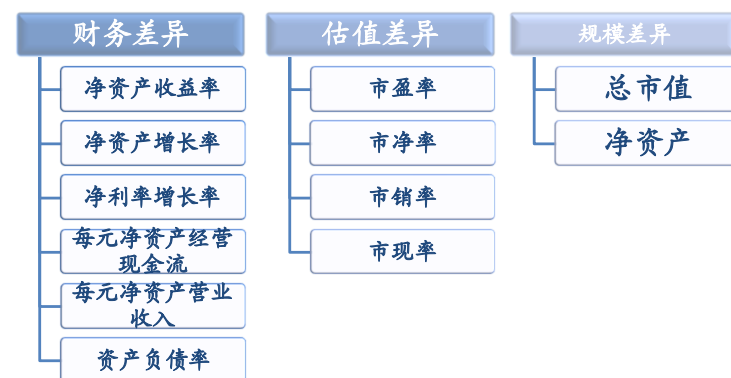 财务差异
净资产收益率
净资产增长率
净利率增长率
每元净资产经营
现金流
每元净资产营业
收入
资产负债率
估值差异
市盈率
市净率
市销率
市现率
规模差异
总市值
净资产